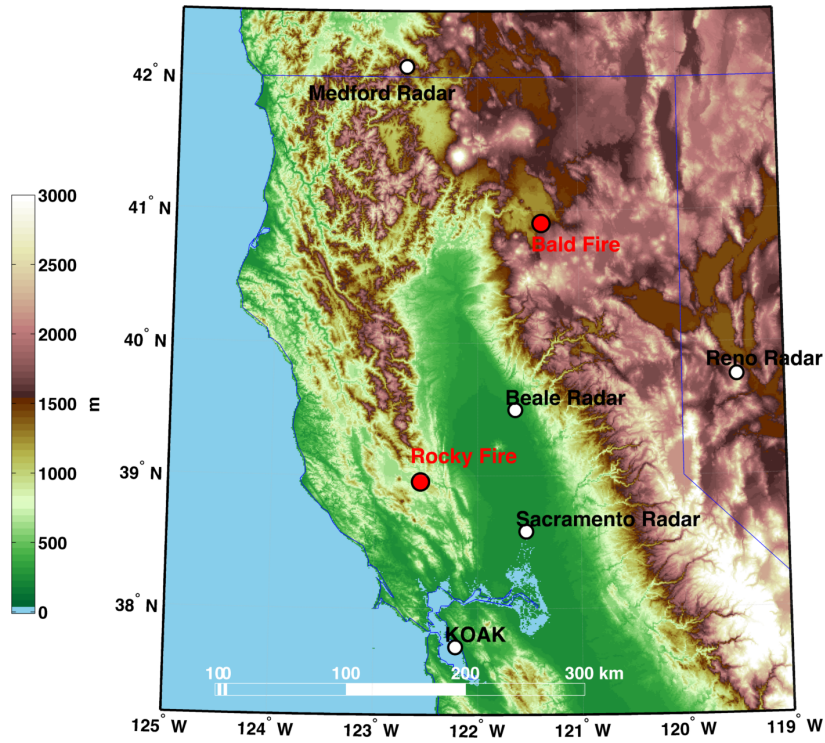 42° N
Medford Radar
3000
41° N
2500
Bald Fire
2000
40° N
Reno Radar
1500
m
Beale Radar
1000
Rocky Fire
39° N
500
Sacramento Radar
0
38° N
KOAK
100 100 200 300 km
125° W 124° W 123° W 122° W 121° W 120° W 119° W